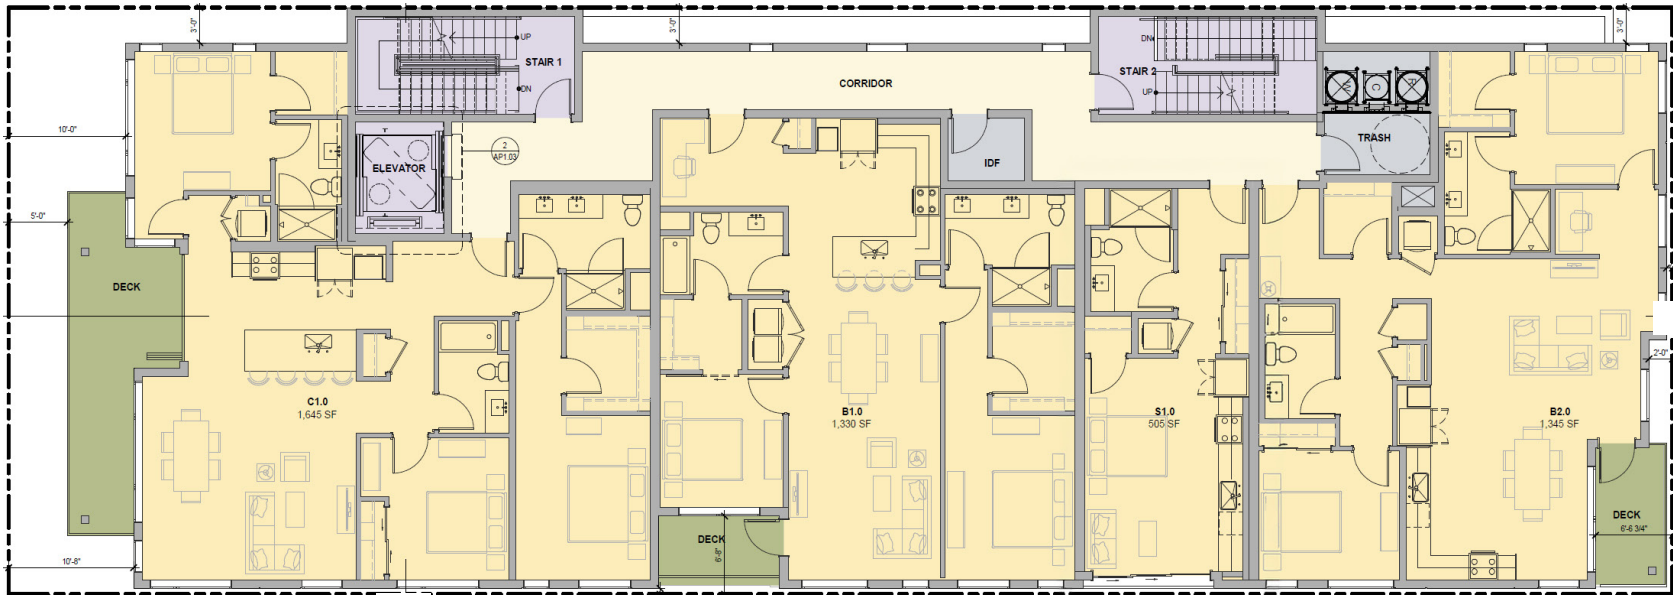 3'-0"
3'-0"
3'-0"
UP
STAIR 1
DN
CORRIDOR
DN
STAIR 2
UP
W
C
R
TRASH
10'-0"
2
AP1.03
ELEVATOR
IDF
5'-0"
DECK
2'-0"
C1.0
1,645 SF
B1.0
1,330 SF
S1.0
505 SF
B2.0
1,345 SF
DECK
6'-8"
DECK
6'-6 3/4"
10'-8"